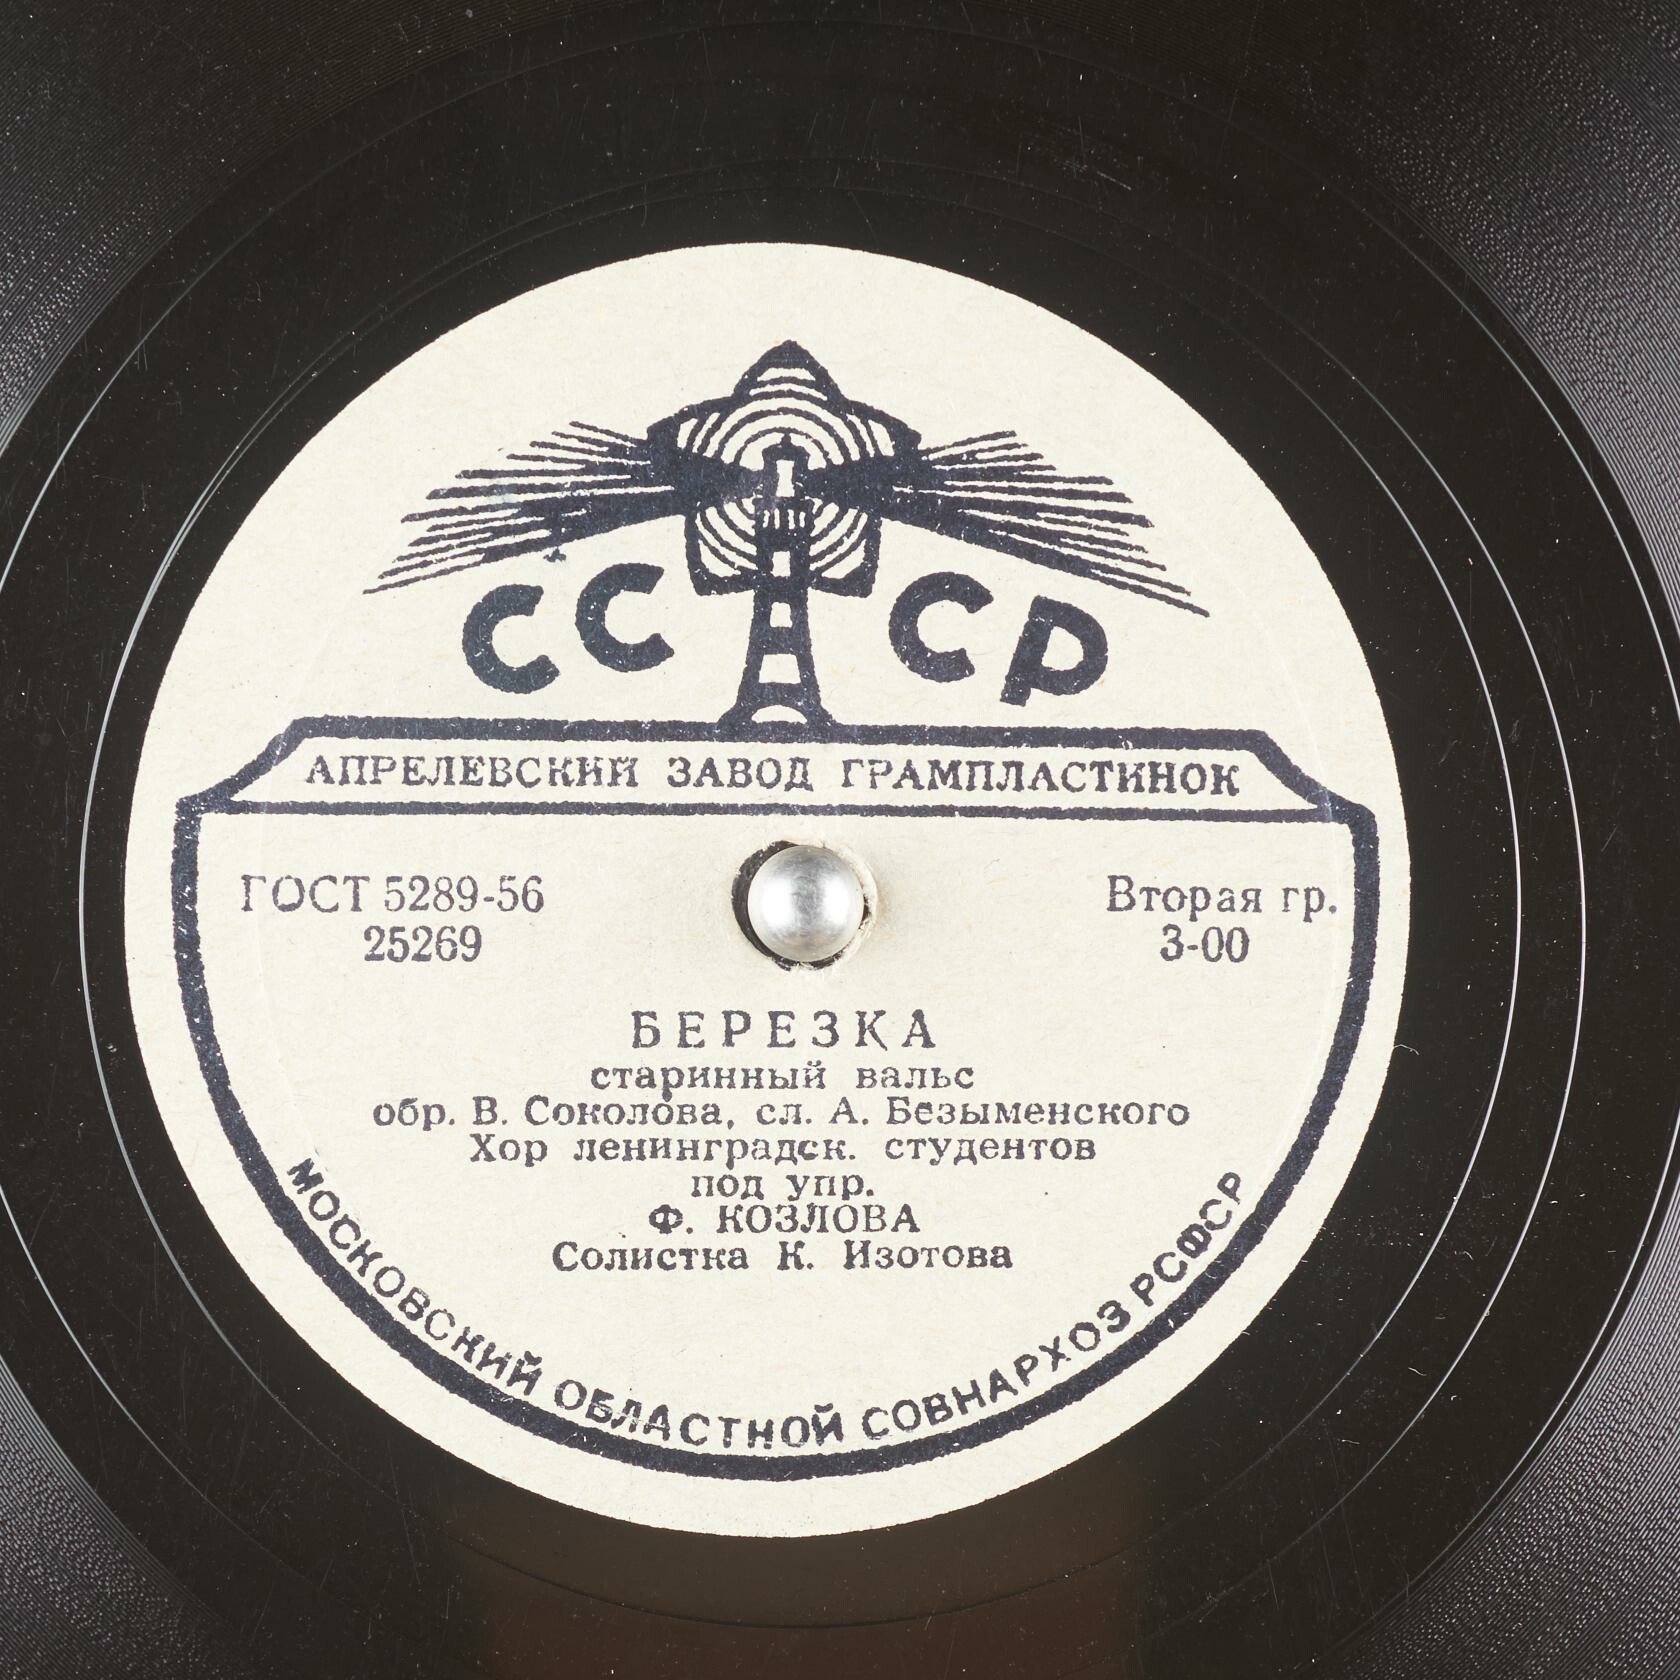 СССР
АПРЕЛЕВСКИЙ ЗАВОД ГРАМПЛАСТИНОК
ГОСТ 5289-56
25269
Вторая гр.
3-00
БЕРЕЗКА
старинный вальс
обр. В. Соколова, сл. А. Безыменского
Хор ленинградск. студентов
под упр.
Ф. КОЗЛОВА
Солистка К. Изотова
МОСКОВСКИЙ ОБЛАСТНОЙ СОВНАРХОЗ РСФСР